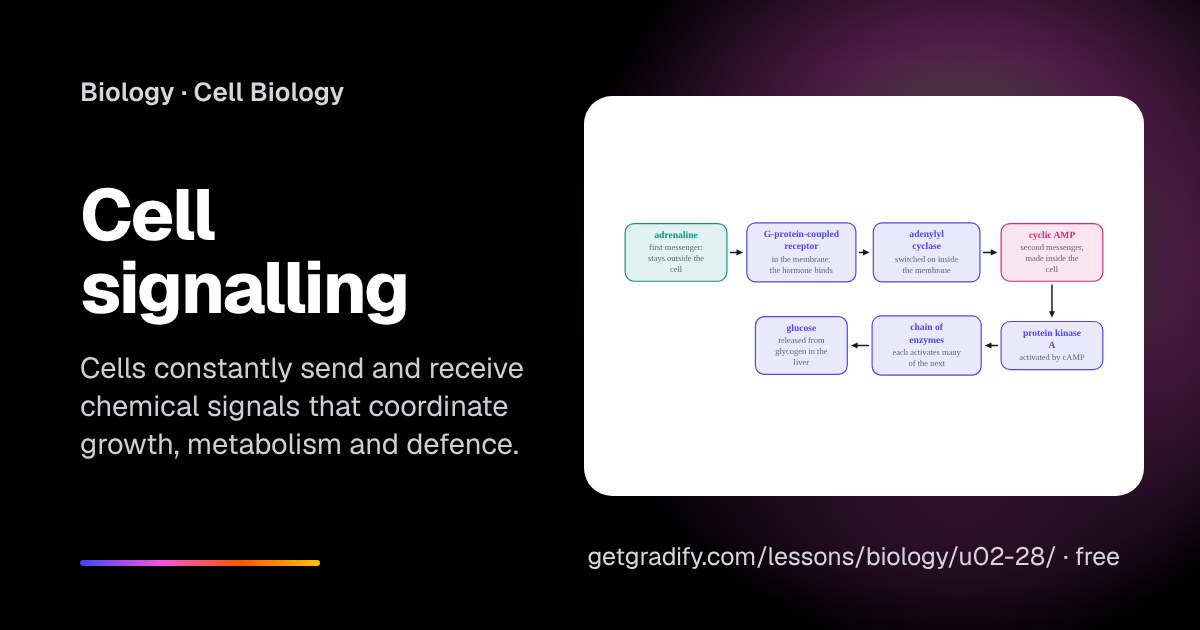 Biology · Cell Biology
Cell
signalling
Cells constantly send and receive
chemical signals that coordinate
growth, metabolism and defence.
adrenaline
first messenger:
stays outside the
cell
G-protein-coupled
receptor
in the membrane:
the hormone binds
adenylyl
cyclase
switched on inside
the membrane
cyclic AMP
second messenger,
made inside the
cell
protein kinase
A
activated by cAMP
chain of
enzymes
each activates many
of the next
glucose
released from
glycogen in the
liver
getgradify.com/lessons/biology/u02-28/ · free